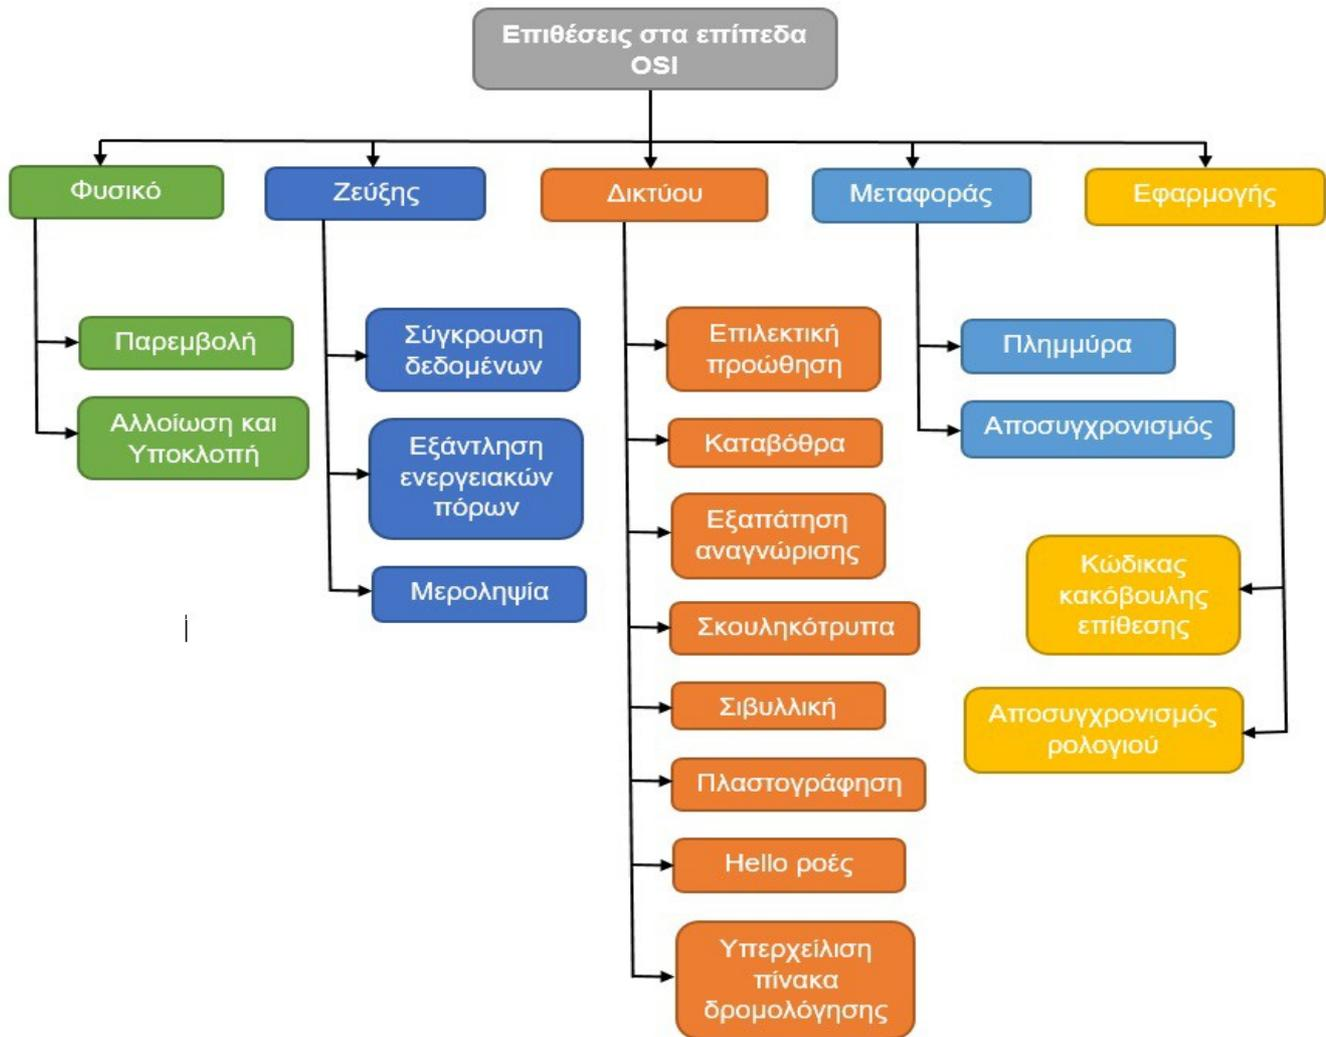 Επιθέσεις στα επίπεδα
OSI
Φυσικό
Ζεύξης
Δικτύου
Μεταφοράς
Εφαρμογής
Παρεμβολή
Αλλοίωση και
Υποκλοπή
Σύγκρουση
δεδομένων
Εξάντληση
ενεργειακών
πόρων
Μεροληψία
Επιλεκτική
προώθηση
Καταβόθρα
Εξαπάτηση
αναγνώρισης
Σκουληκότρυπα
Σιβυλλική
Πλαστογράφηση
Hello ροές
Υπερχείλιση
πίνακα
δρομολόγησης
Πλημμύρα
Αποσυγχρονισμός
Κώδικας
κακόβουλης
επίθεσης
Αποσυγχρονισμός
ρολογιού